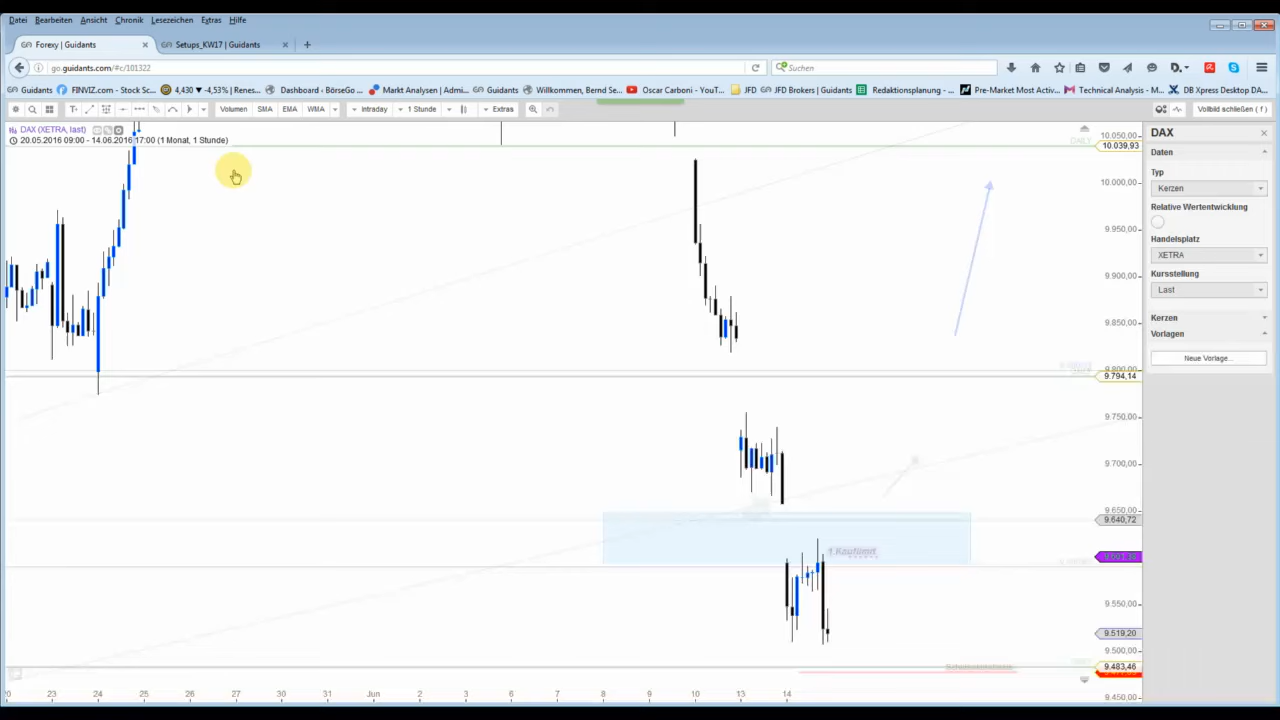 Datei Bearbeiten Ansicht Chronik Lesezeichen Extras Hilfe
Forexy | Guidants Setups_KW17 | Guidants
go.guidants.com/#c/101322 Suchen
Guidants FINVIZ.com - Stock Sc... 4,430 ▼ -4,53% | Renes... Dashboard - BörseGo ... Markt Analysen | Admi... Guidants Willkommen, Bernd Se... Oscar Carboni - YouT... JFD JFD Brokers | Guidants Redaktionsplanung - ... Pre-Market Most Activ... Technical Analysis - M... DB Xpress Desktop DA...
Volumen SMA EMA WMA Intraday 1 Stunde Extras Vollbild schließen ( f )
DAX (XETRA, last)
20.05.2016 09:00 - 14.06.2016 17:00 (1 Monat, 1 Stunde)
DAX
Daten
Typ
Kerzen
Relative Wertentwicklung
Handelsplatz
XETRA
Kursstellung
Last
Kerzen
Vorlagen
Neue Vorlage...
10.050,00
DAILY 10.039,93
10.000,00
9.950,00
9.900,00
9.850,00
9.800,00
9.794,14
9.750,00
9.700,00
9.650,00
9.640,72
1.Kauflimit
9.550,00
9.519,20
9.500,00
9.483,46
9.450,00
20 23 24 25 26 27 30 31 Jun 2 3 6 7 8 9 10 13 14